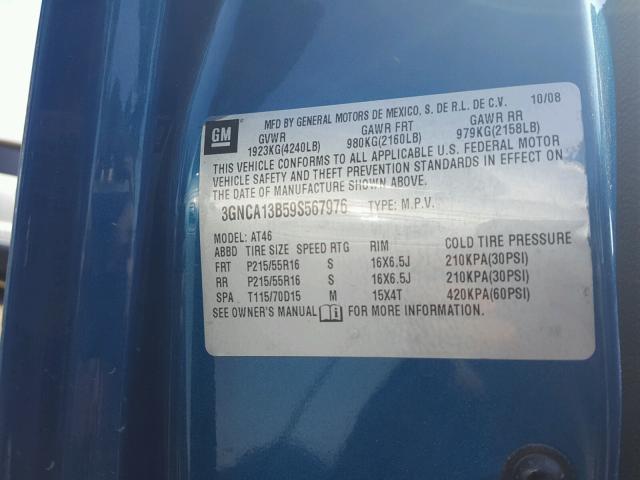 MFD BY GENERAL MOTORS DE MEXICO, S. DE R.L. DE C.V. 10/08
GM
GVWR GAWR FRT GAWR RR
1923KG(4240LB) 980KG(2160LB) 979KG(2158LB)
THIS VEHICLE CONFORMS TO ALL APPLICABLE U.S. FEDERAL MOTOR
VEHICLE SAFETY AND THEFT PREVENTION STANDARDS IN EFFECT ON
THE DATE OF MANUFACTURE SHOWN ABOVE.
3GNCA13B59S567976 TYPE: M.P.V.
MODEL: AT46
ABBD TIRE SIZE SPEED RTG RIM COLD TIRE PRESSURE
FRT P215/55R16 S 16X6.5J 210KPA(30PSI)
RR P215/55R16 S 16X6.5J 210KPA(30PSI)
SPA T115/70D15 M 15X4T 420KPA(60PSI)
SEE OWNER'S MANUAL FOR MORE INFORMATION.